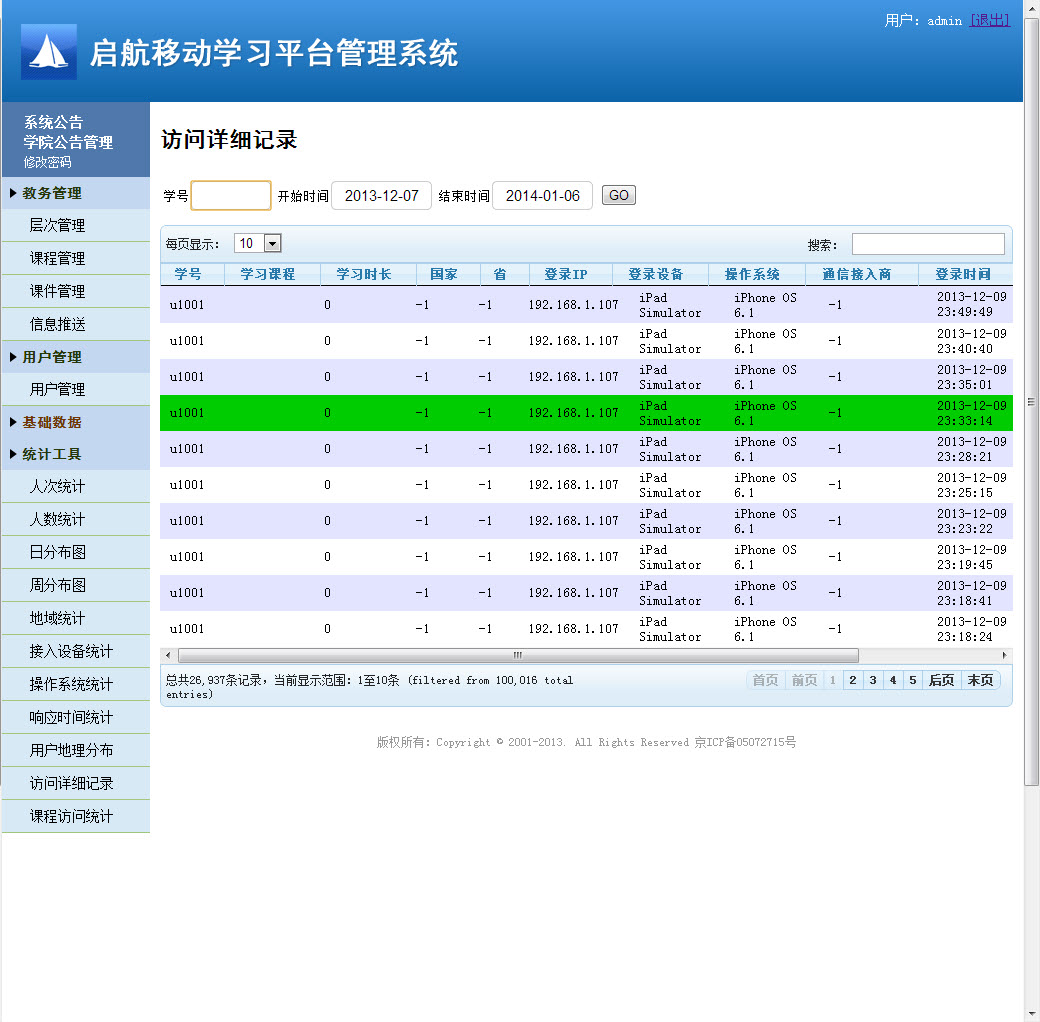 用户: admin [退出]
启航移动学习平台管理系统
系统公告
学院公告管理
修改密码
教务管理
层次管理
课程管理
课件管理
信息推送
用户管理
用户管理
基础数据
统计工具
人次统计
人数统计
日分布图
周分布图
地域统计
接入设备统计
操作系统统计
响应时间统计
用户地理分布
访问详细记录
课程访问统计
访问详细记录
学号 开始时间 2013-12-07 结束时间 2014-01-06 GO
每页显示: 10 搜索:
学号 学习课程 学习时长 国家 省 登录IP 登录设备 操作系统 通信接入商 登录时间
u1001 0 -1 -1 192.168.1.107 iPad Simulator iPhone OS 6.1 -1 2013-12-09 23:49:49
u1001 0 -1 -1 192.168.1.107 iPad Simulator iPhone OS 6.1 -1 2013-12-09 23:40:40
u1001 0 -1 -1 192.168.1.107 iPad Simulator iPhone OS 6.1 -1 2013-12-09 23:35:01
u1001 0 -1 -1 192.168.1.107 iPad Simulator iPhone OS 6.1 -1 2013-12-09 23:33:14
u1001 0 -1 -1 192.168.1.107 iPad Simulator iPhone OS 6.1 -1 2013-12-09 23:28:21
u1001 0 -1 -1 192.168.1.107 iPad Simulator iPhone OS 6.1 -1 2013-12-09 23:25:15
u1001 0 -1 -1 192.168.1.107 iPad Simulator iPhone OS 6.1 -1 2013-12-09 23:23:22
u1001 0 -1 -1 192.168.1.107 iPad Simulator iPhone OS 6.1 -1 2013-12-09 23:19:45
u1001 0 -1 -1 192.168.1.107 iPad Simulator iPhone OS 6.1 -1 2013-12-09 23:18:41
u1001 0 -1 -1 192.168.1.107 iPad Simulator iPhone OS 6.1 -1 2013-12-09 23:18:24
总共26,937条记录，当前显示范围：1至10条 (filtered from 100,016 total
entries)
首页 前页 1 2 3 4 5 后页 末页
版权所有: Copyright © 2001-2013. All Rights Reserved 京ICP备05072715号